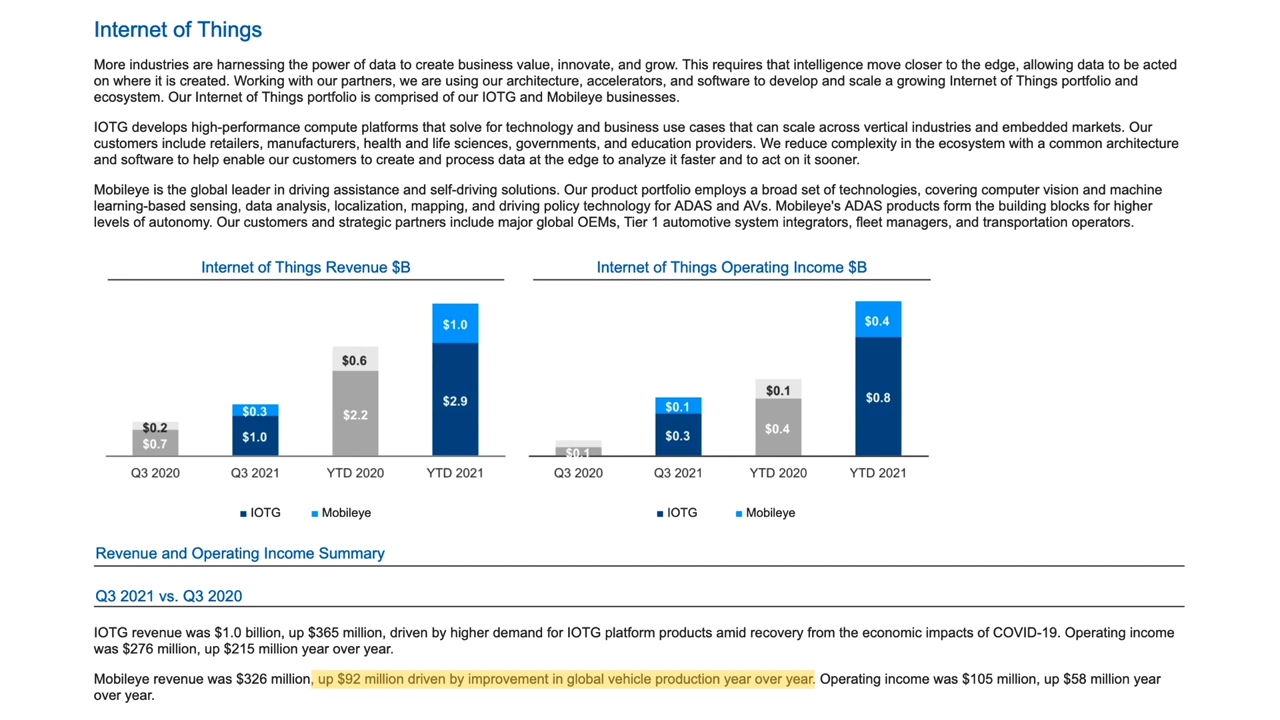 Internet of Things
More industries are harnessing the power of data to create business value, innovate, and grow. This requires that intelligence move closer to the edge, allowing data to be acted
on where it is created. Working with our partners, we are using our architecture, accelerators, and software to develop and scale a growing Internet of Things portfolio and
ecosystem. Our Internet of Things portfolio is comprised of our IOTG and Mobileye businesses.
IOTG develops high-performance compute platforms that solve for technology and business use cases that can scale across vertical industries and embedded markets. Our
customers include retailers, manufacturers, health and life sciences, governments, and education providers. We reduce complexity in the ecosystem with a common architecture
and software to help enable our customers to create and process data at the edge to analyze it faster and to act on it sooner.
Mobileye is the global leader in driving assistance and self-driving solutions. Our product portfolio employs a broad set of technologies, covering computer vision and machine
learning-based sensing, data analysis, localization, mapping, and driving policy technology for ADAS and AVs. Mobileye's ADAS products form the building blocks for higher
levels of autonomy. Our customers and strategic partners include major global OEMs, Tier 1 automotive system integrators, fleet managers, and transportation operators.
Internet of Things Revenue $B
$0.2
$0.7
$0.3
$1.0
$0.6
$2.2
$1.0
$2.9
Q3 2020 Q3 2021 YTD 2020 YTD 2021
IOTG Mobileye
Internet of Things Operating Income $B
$0.1
$0.1
$0.3
$0.1
$0.4
$0.4
$0.8
Q3 2020 Q3 2021 YTD 2020 YTD 2021
IOTG Mobileye
Revenue and Operating Income Summary
Q3 2021 vs. Q3 2020
IOTG revenue was $1.0 billion, up $365 million, driven by higher demand for IOTG platform products amid recovery from the economic impacts of COVID-19. Operating income
was $276 million, up $215 million year over year.
Mobileye revenue was $326 million, up $92 million driven by improvement in global vehicle production year over year. Operating income was $105 million, up $58 million year
over year.